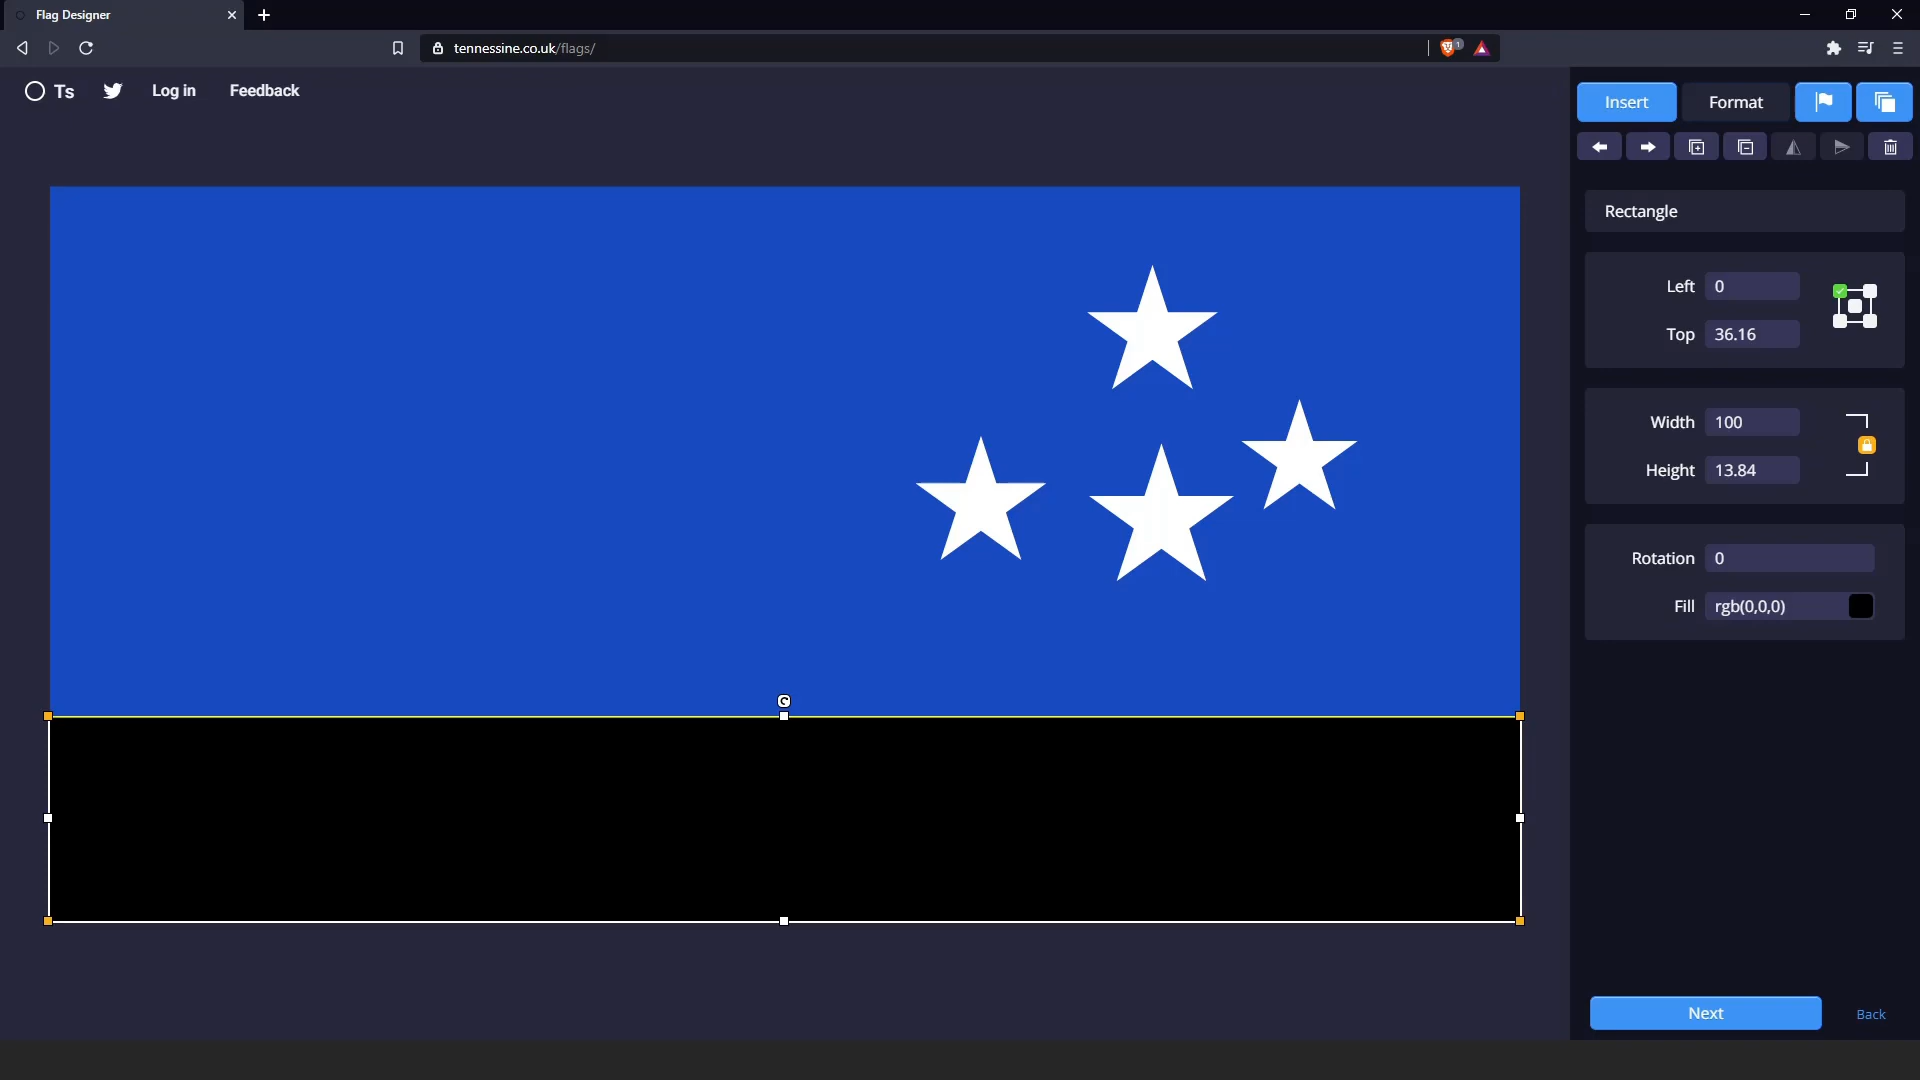 Flag Designer
tennessine.co.uk/flags/
1
Ts
Log in
Feedback
Insert
Format
Rectangle
Left
0
Top
36.16
Width
100
Height
13.84
Rotation
0
Fill
rgb(0,0,0)
Next
Back